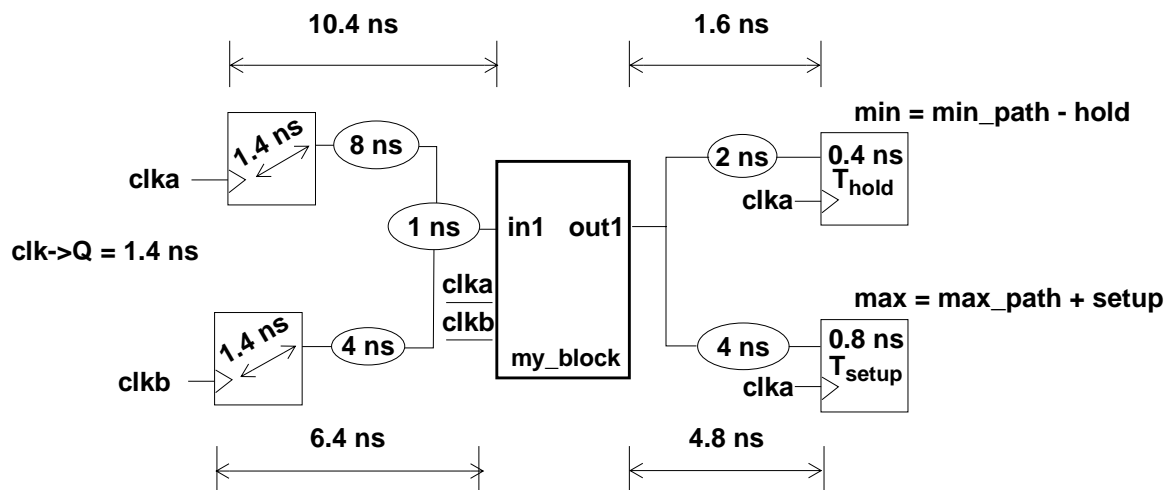 10.4 ns
1.6 ns
min = min_path - hold
1.4 ns
8 ns
2 ns
0.4 ns
Thold
clka
clka
1 ns
in1 out1
clk->Q = 1.4 ns
clka
clkb
max = max_path + setup
1.4 ns
4 ns
my_block
4 ns
0.8 ns
Tsetup
clkb
clka
6.4 ns
4.8 ns